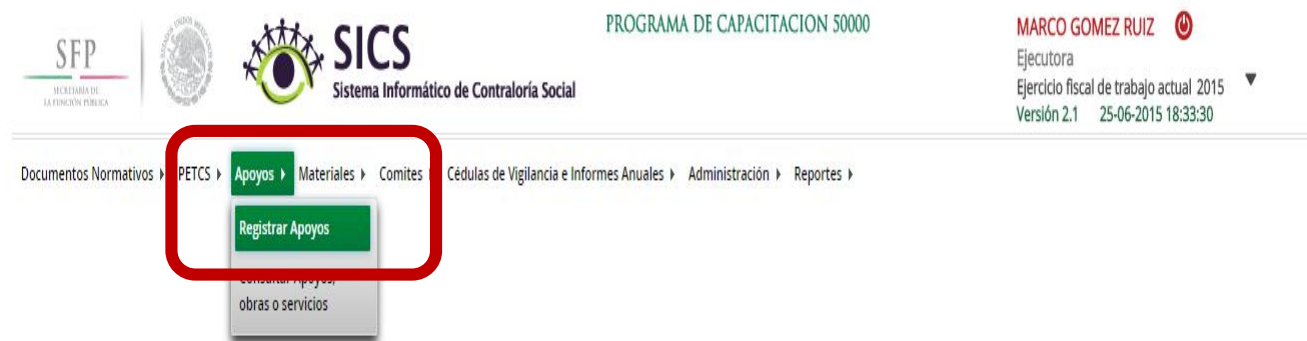 SFP
SECRETARÍA DE
LA FUNCIÓN PÚBLICA
SICS
Sistema Informático de Contraloría Social
PROGRAMA DE CAPACITACION 50000
MARCO GOMEZ RUIZ
Ejecutora
Ejercicio fiscal de trabajo actual 2015
Versión 2.1 25-06-2015 18:33:30
Documentos Normativos PETCS Apoyos Materiales Comites Cédulas de Vigilancia e Informes Anuales Administración Reportes
Registrar Apoyos
Consultar Apoyos,
obras o servicios